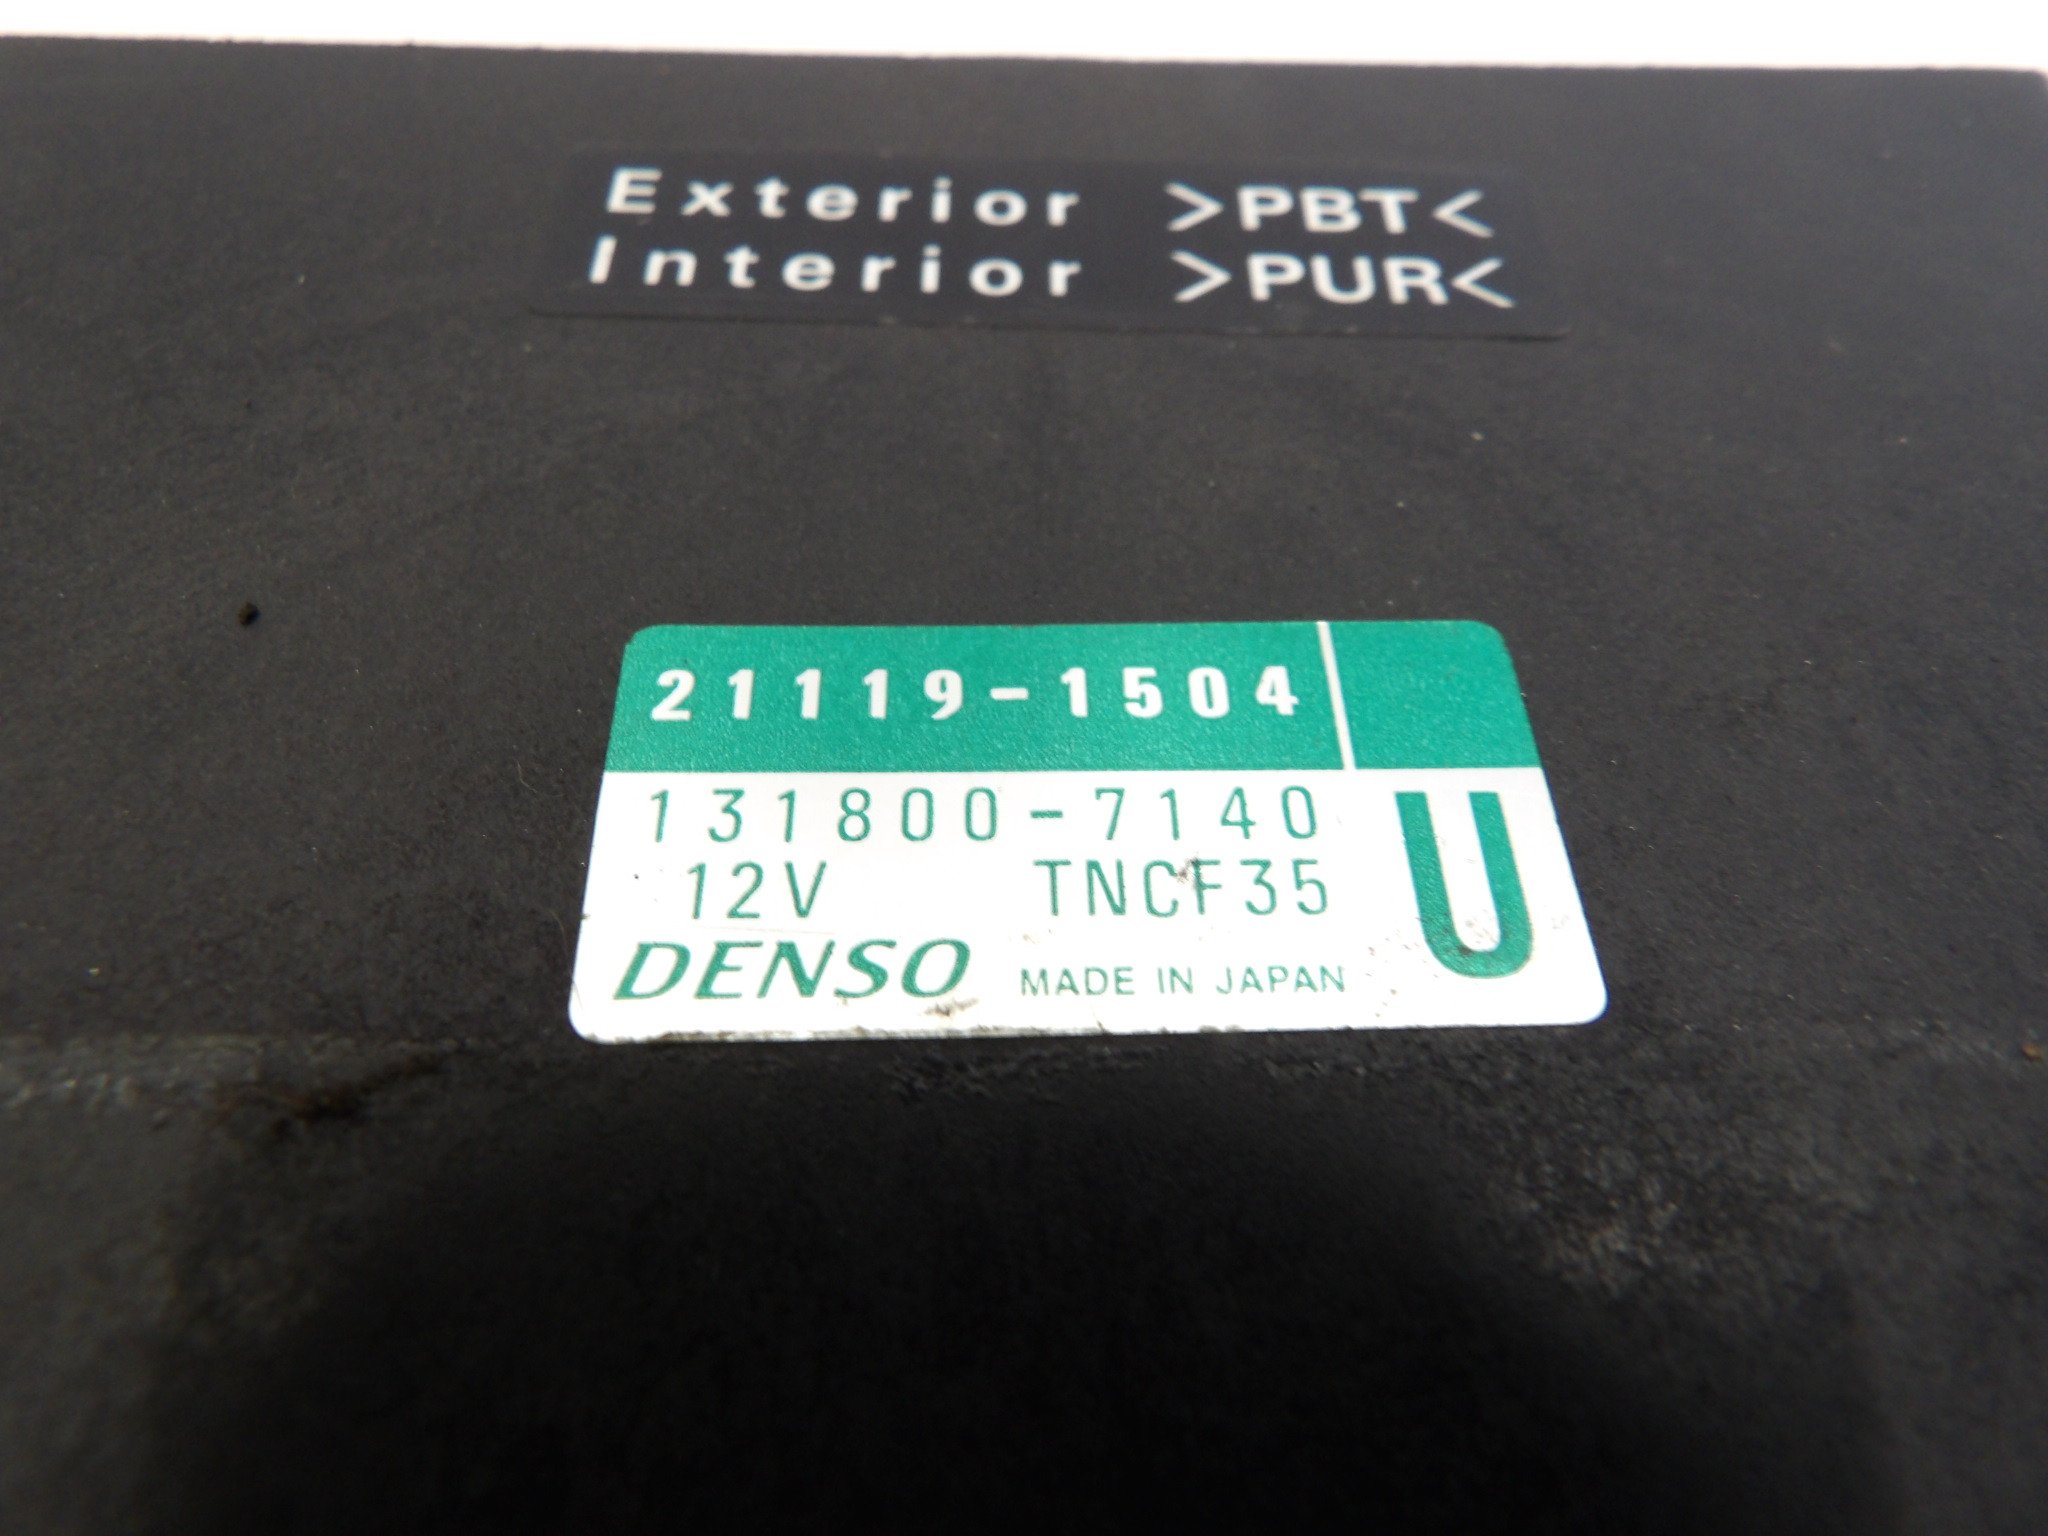 Exterior >PBT<
Interior >PUR<
21119-1504
131800-7140
12V TNCF35
DENSO MADE IN JAPAN
U